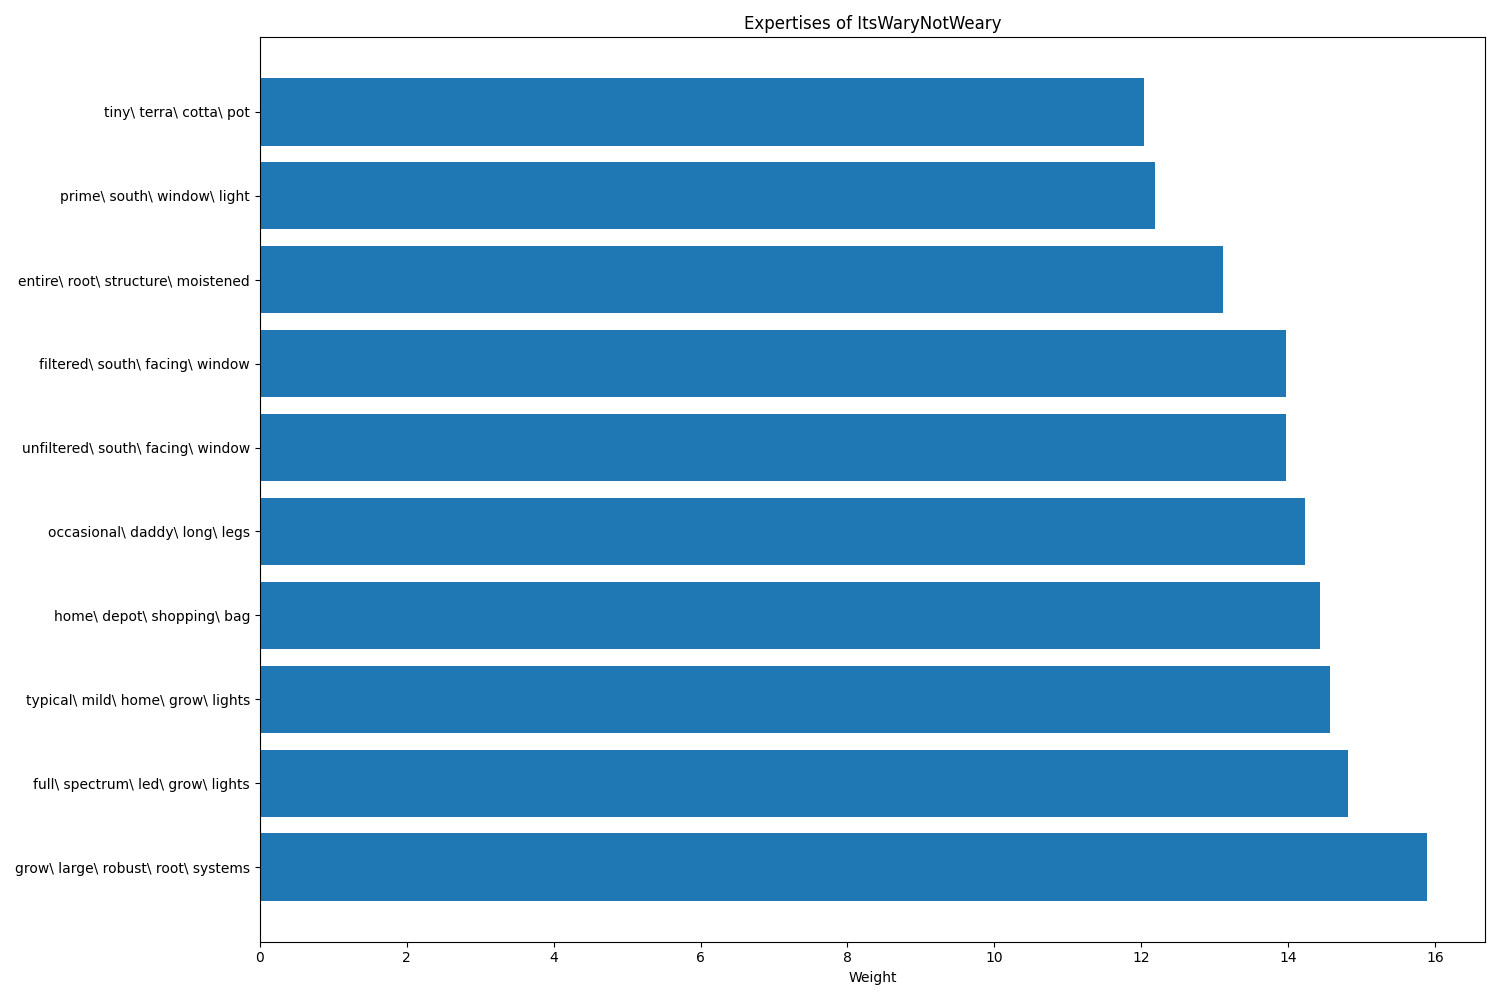 Expertises of ItsWaryNotWeary
tiny\ terra\ cotta\ pot
prime\ south\ window\ light
entire\ root\ structure\ moistened
filtered\ south\ facing\ window
unfiltered\ south\ facing\ window
occasional\ daddy\ long\ legs
home\ depot\ shopping\ bag
typical\ mild\ home\ grow\ lights
full\ spectrum\ led\ grow\ lights
grow\ large\ robust\ root\ systems
0 2 4 6 8 10 12 14 16
Weight